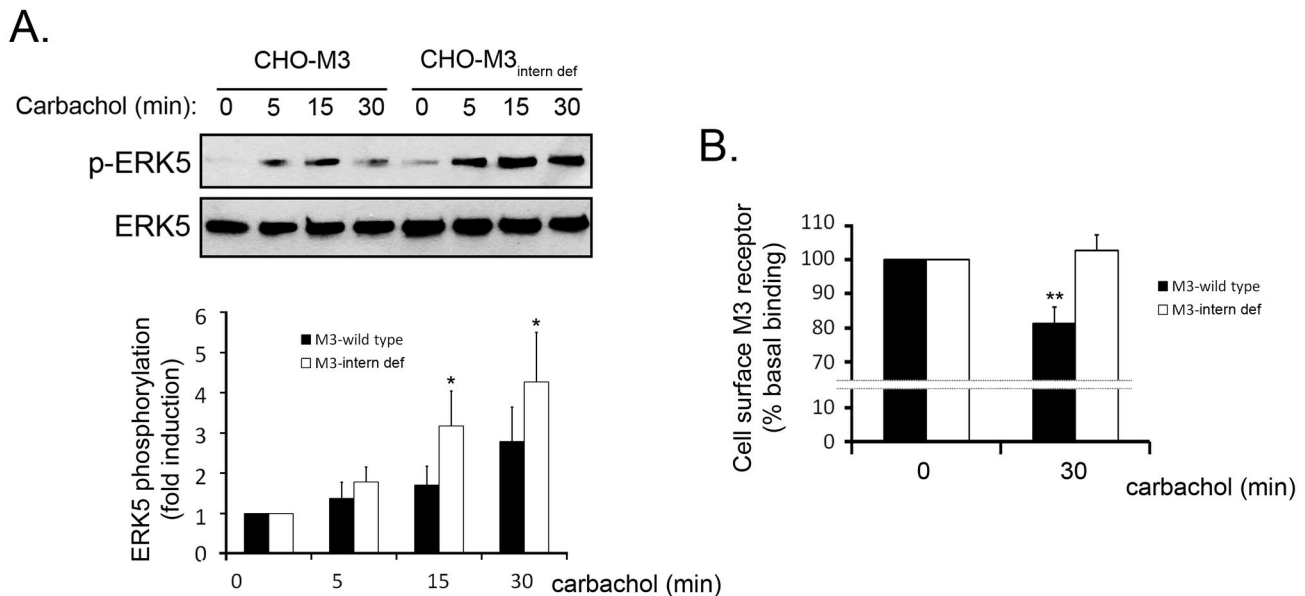 A.
CHO-M3 CHO-M3intern def
Carbachol (min): 0 5 15 30 0 5 15 30
p-ERK5
ERK5
ERK5 phosphorylation
(fold induction)
6
5
4
3
2
1
0
M3-wild type
M3-intern def
*
*
0 5 15 30 carbachol (min)
B.
Cell surface M3 receptor
(% basal binding)
110
100
90
80
70
10
0
**
M3-wild type
M3-intern def
0 30
carbachol (min)